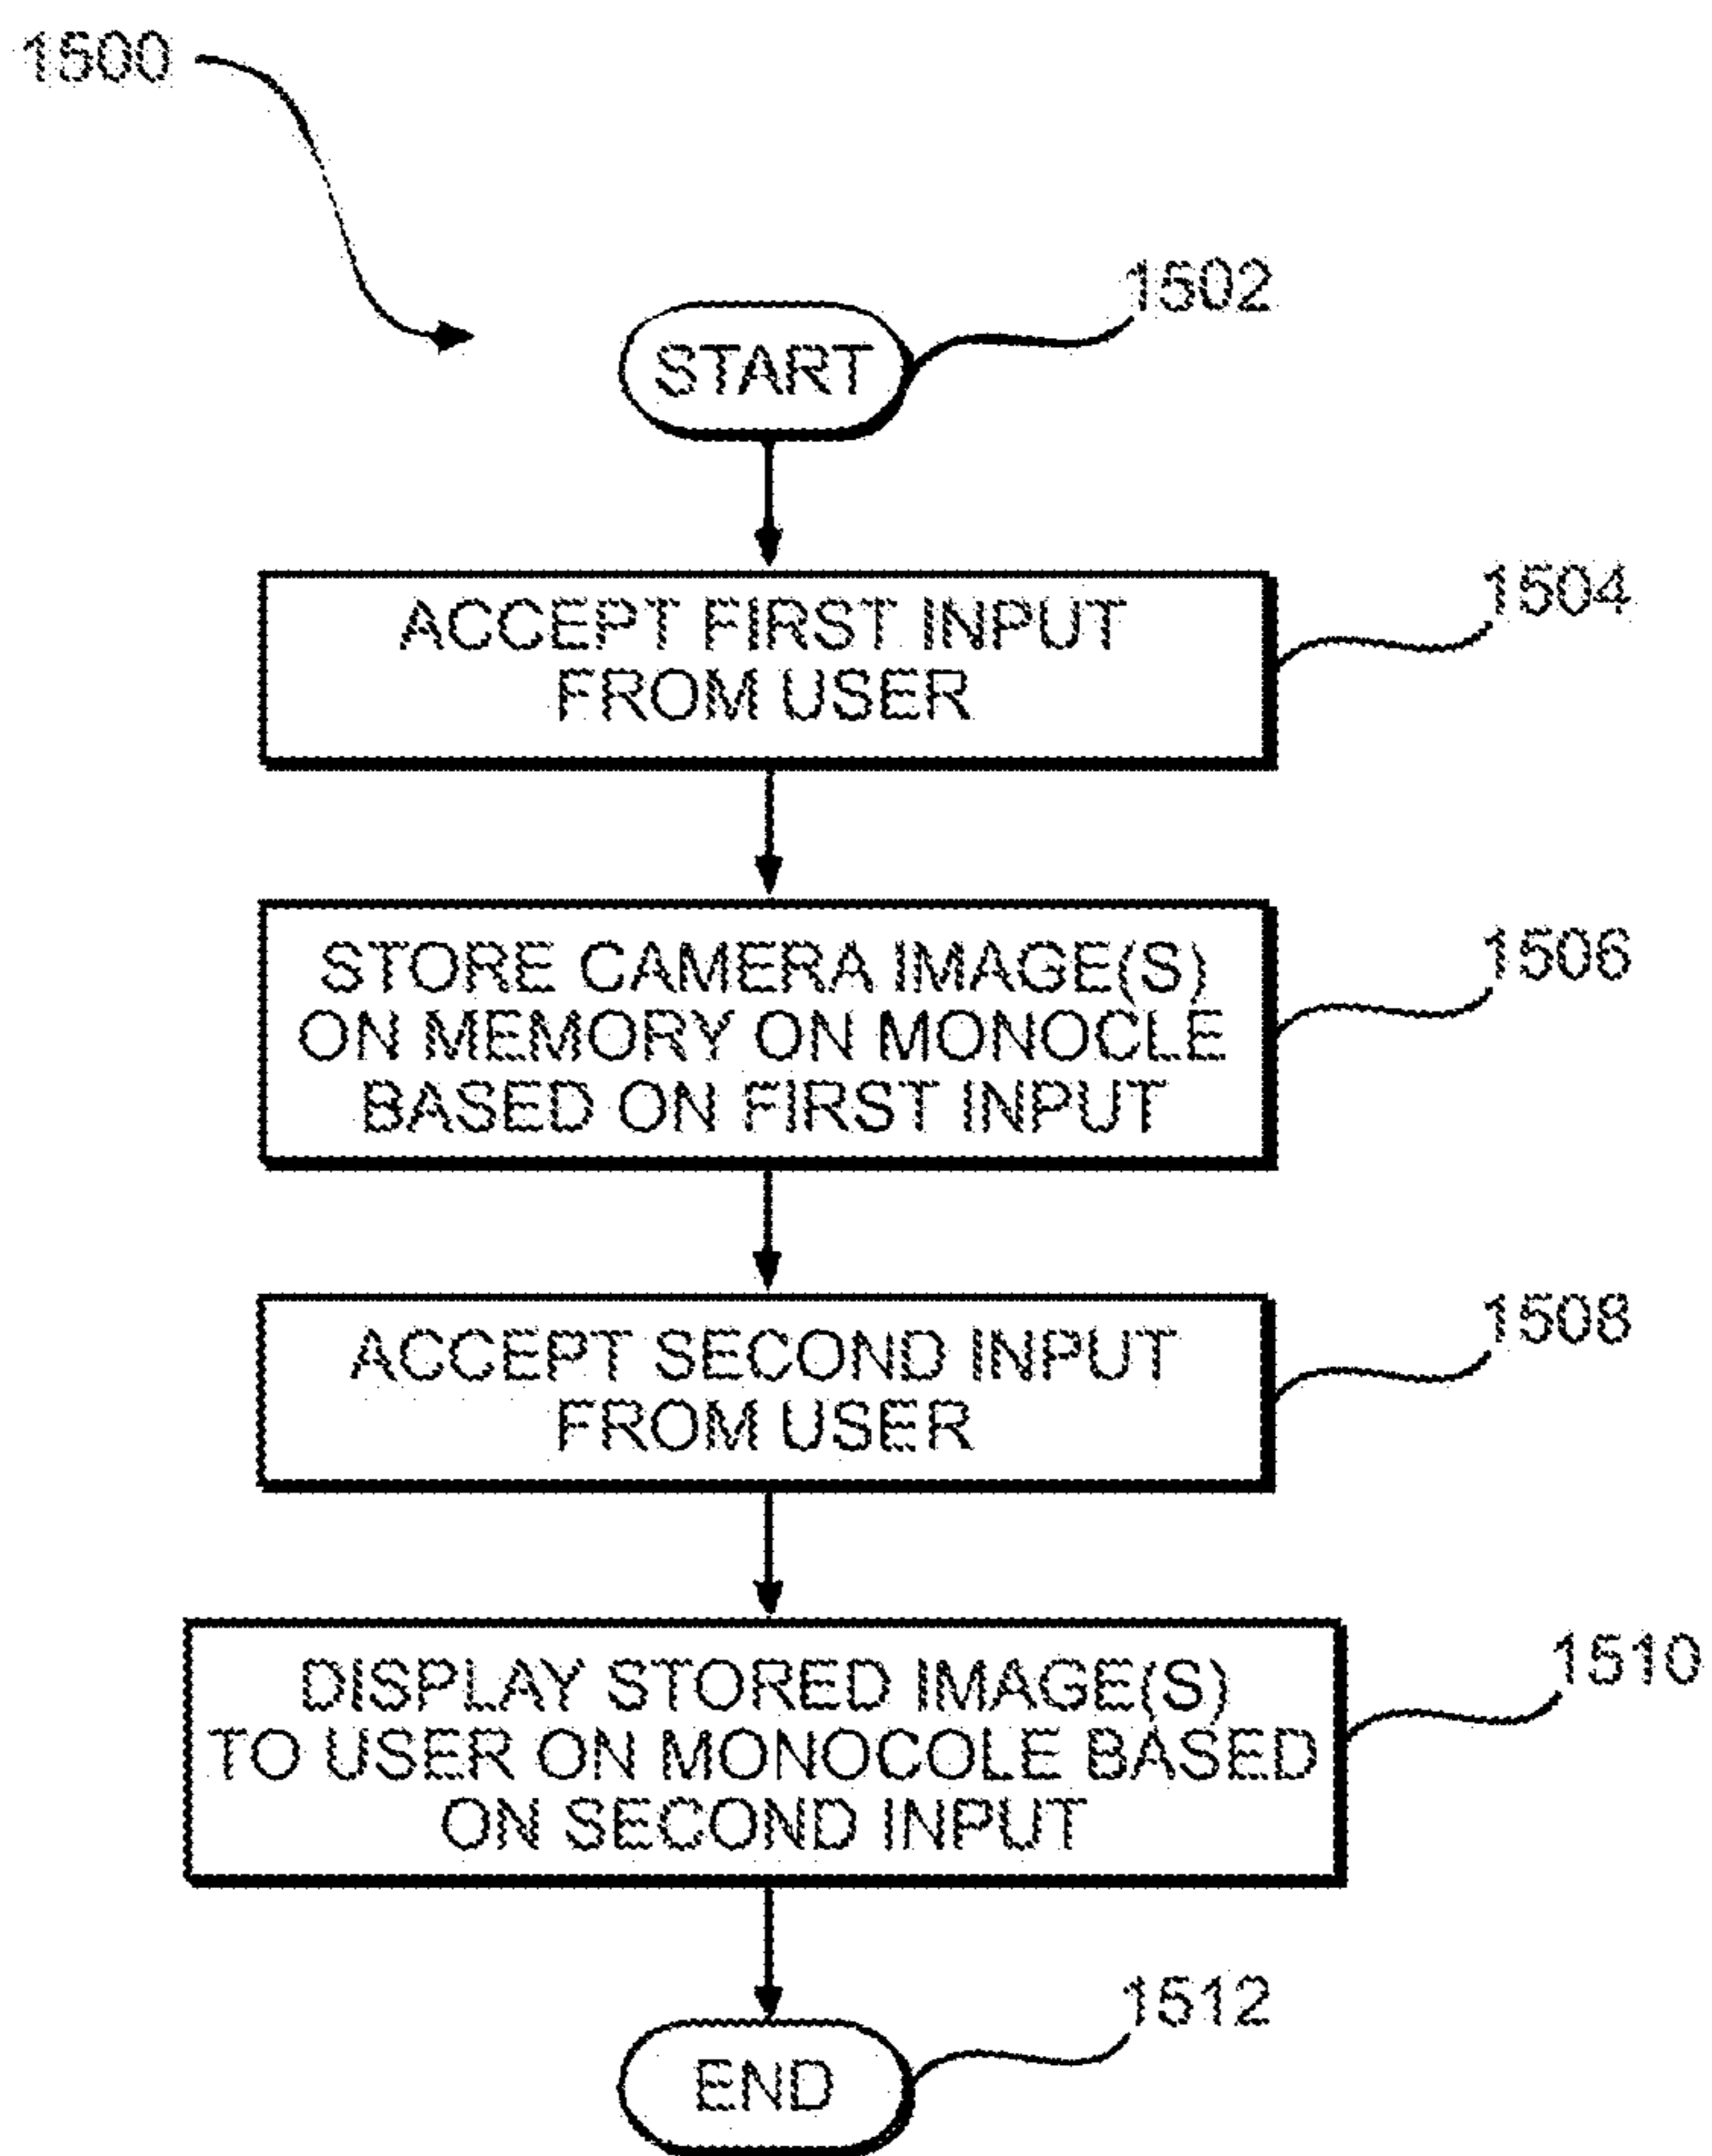 1500
1502
START
1504
ACCEPT FIRST INPUT
FROM USER
1506
STORE CAMERA IMAGE(S)
ON MEMORY ON MONOCLE
BASED ON FIRST INPUT
1508
ACCEPT SECOND INPUT
FROM USER
1510
DISPLAY STORED IMAGE(S)
TO USER ON MONOCOLE BASED
ON SECOND INPUT
1512
END